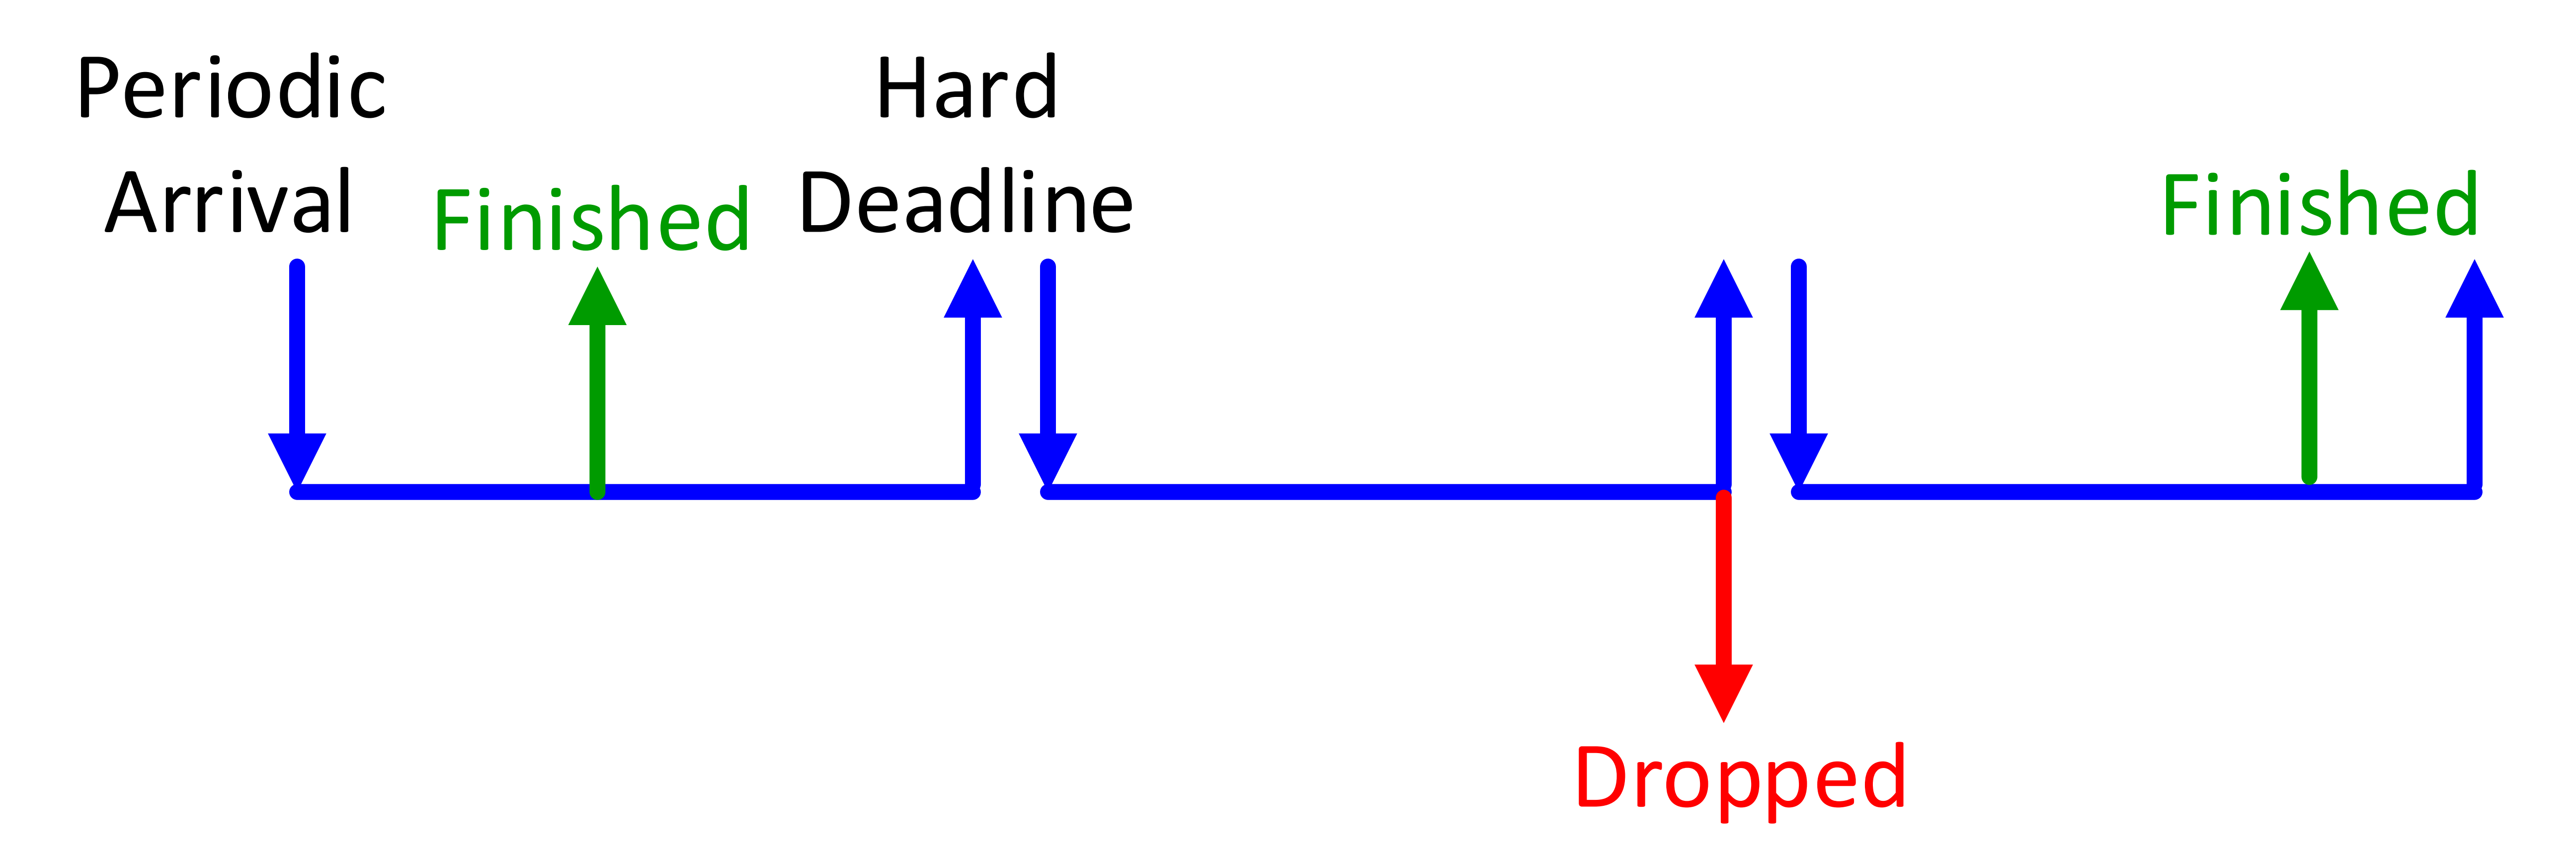 Periodic
Arrival
Finished
Hard
Deadline
Finished
Dropped